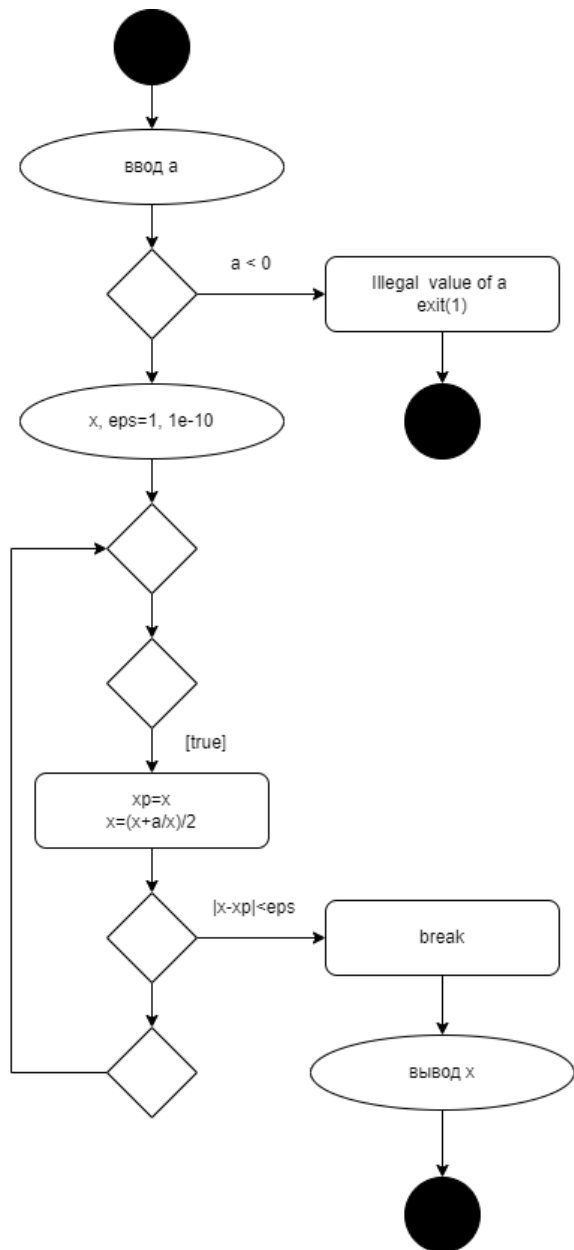 ввод a
a < 0
Illegal value of a
exit(1)
x, eps=1, 1e-10
[true]
xp=x
x=(x+a/x)/2
|x-xp|<eps
break
вывод x